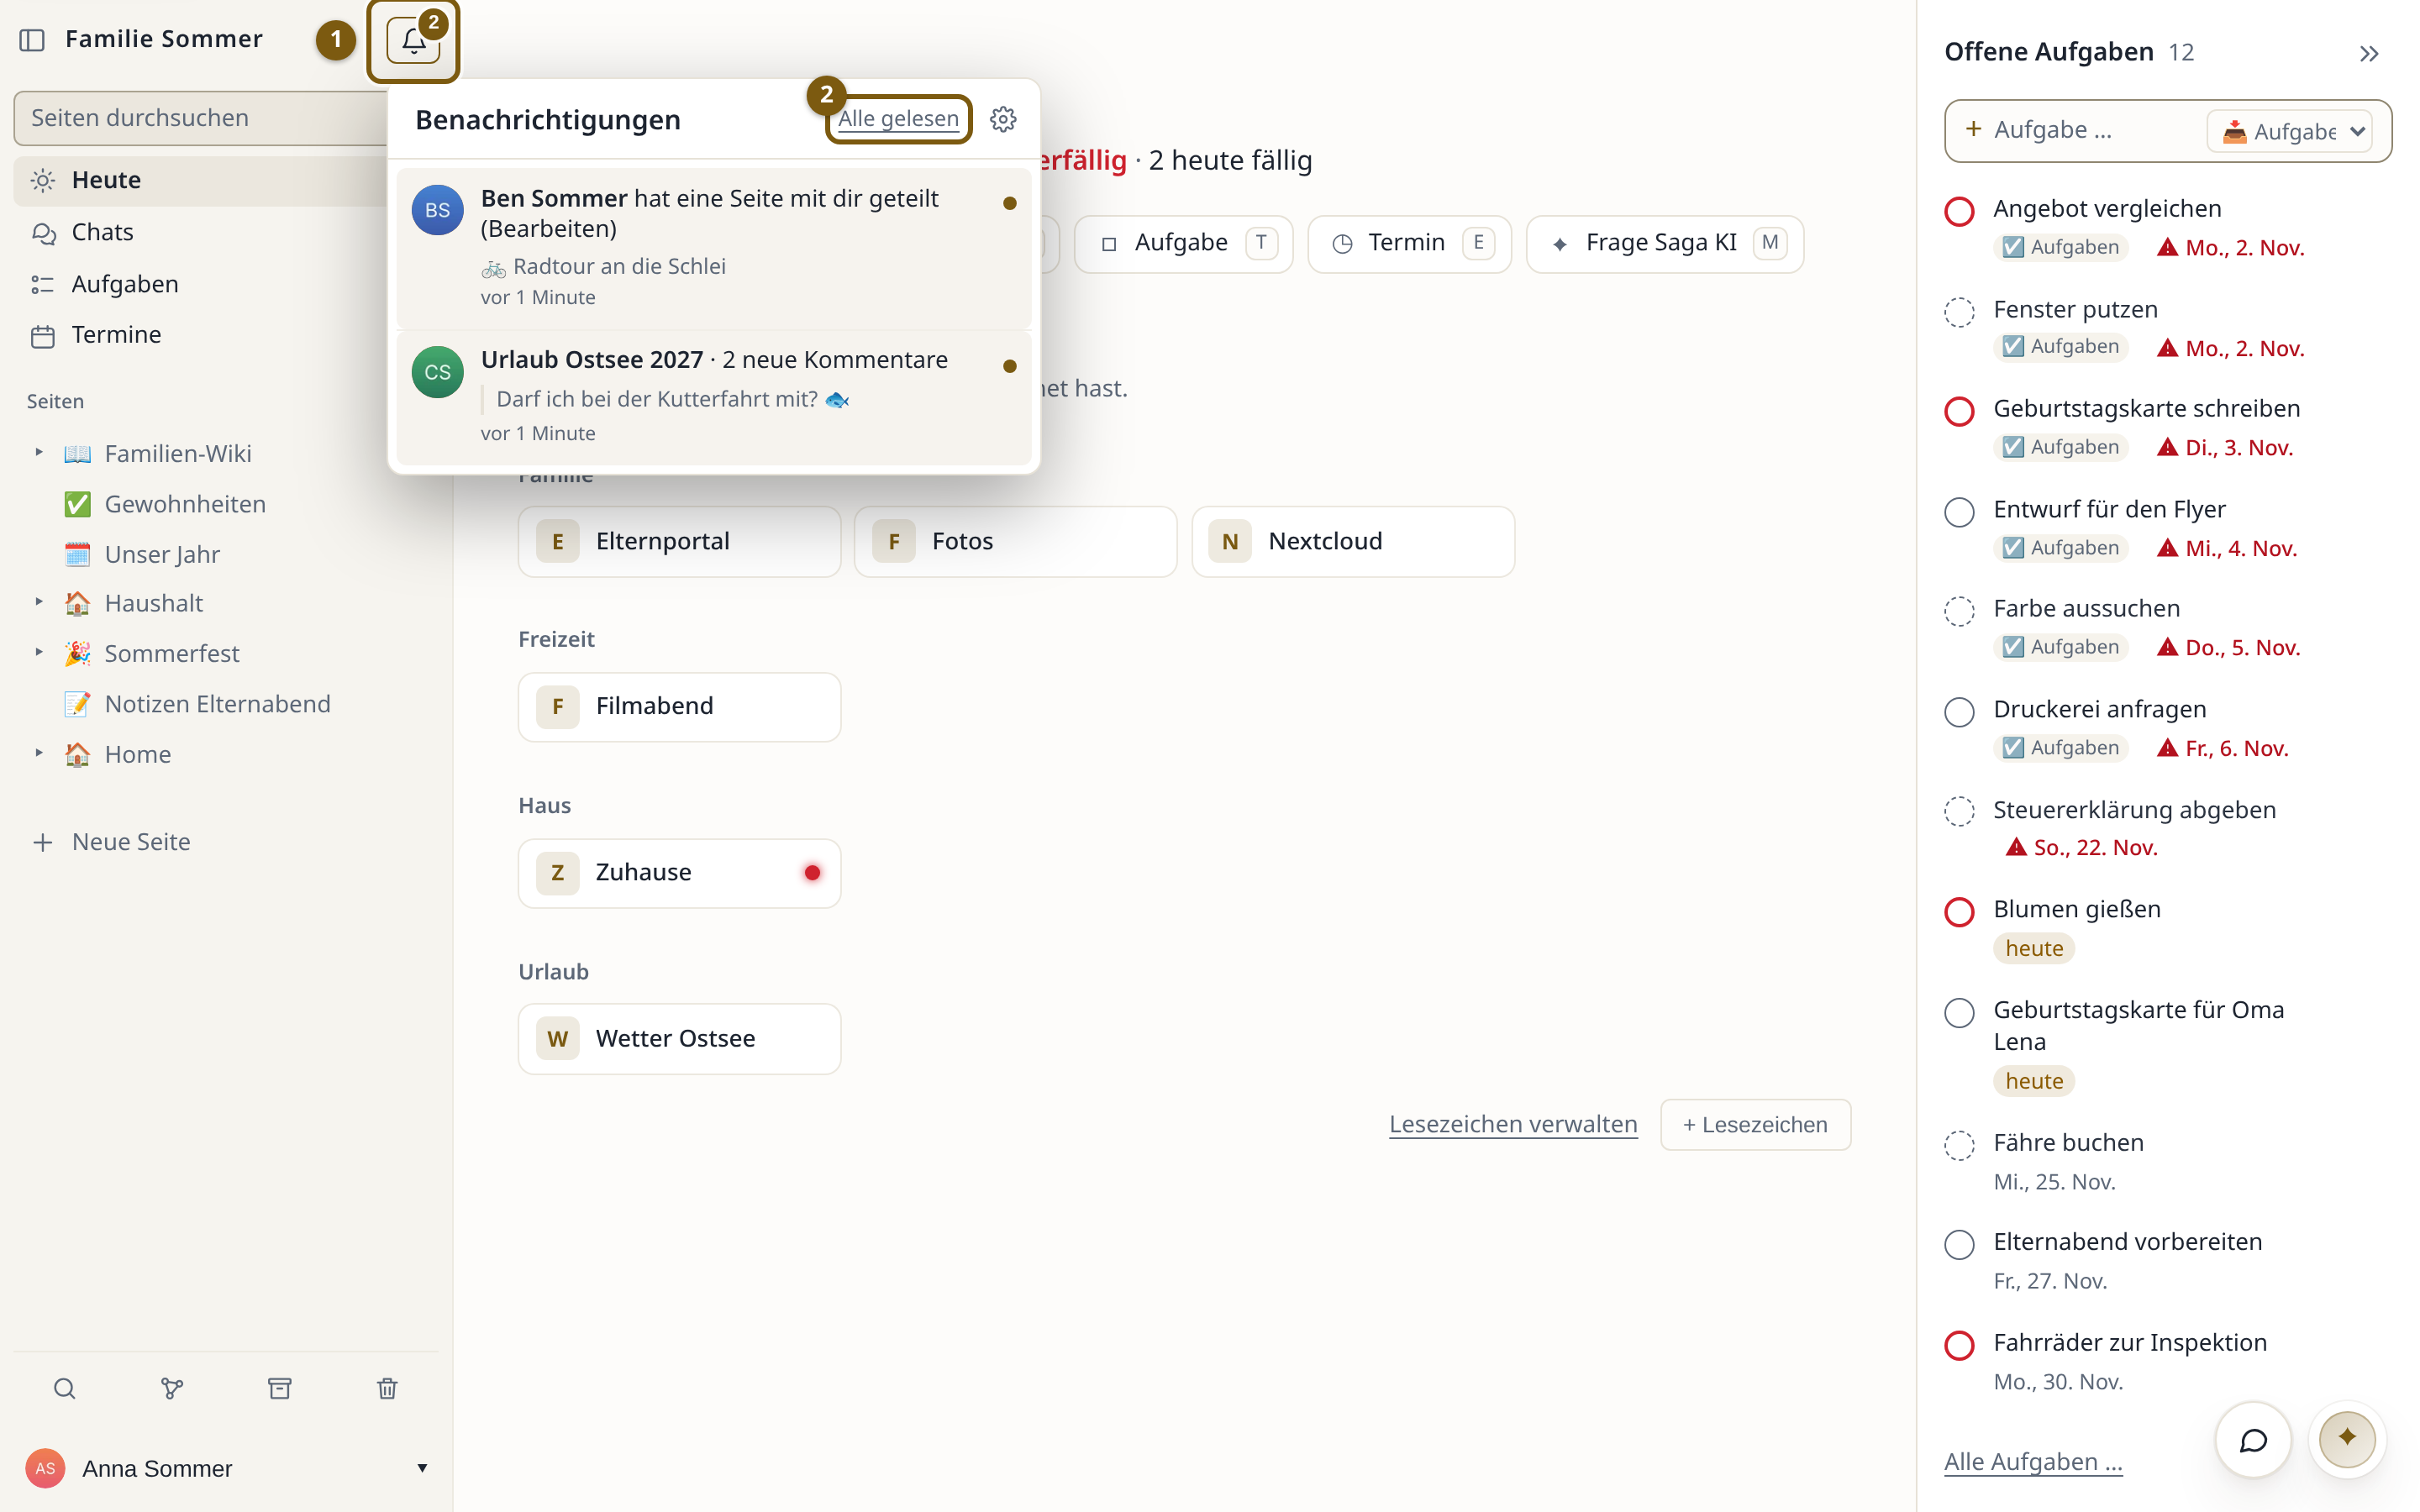 Familie Sommer
1
2
Seiten durchsuchen
Heute
Chats
Aufgaben
Termine
Seiten
Familien-Wiki
Gewohnheiten
Unser Jahr
Haushalt
Sommerfest
Notizen Elternabend
Home
Neue Seite
AS Anna Sommer
Benachrichtigungen
2
Alle gelesen
BS
Ben Sommer hat eine Seite mit dir geteilt
(Bearbeiten)
Radtour an die Schlei
vor 1 Minute
CS
Urlaub Ostsee 2027 · 2 neue Kommentare
Darf ich bei der Kutterfahrt mit? 🐟
vor 1 Minute
erfällig · 2 heute fällig
Aufgabe T
Termin E
Frage Saga KI M
net hast.
Familie
E Elternportal
F Fotos
N Nextcloud
Freizeit
F Filmabend
Haus
Z Zuhause
Urlaub
W Wetter Ostsee
Lesezeichen verwalten
+ Lesezeichen
Offene Aufgaben 12
+ Aufgabe ...
Aufgabe
Angebot vergleichen
Aufgaben Mo., 2. Nov.
Fenster putzen
Aufgaben Mo., 2. Nov.
Geburtstagskarte schreiben
Aufgaben Di., 3. Nov.
Entwurf für den Flyer
Aufgaben Mi., 4. Nov.
Farbe aussuchen
Aufgaben Do., 5. Nov.
Druckerei anfragen
Aufgaben Fr., 6. Nov.
Steuererklärung abgeben
So., 22. Nov.
Blumen gießen
heute
Geburtstagskarte für Oma
Lena
heute
Fähre buchen
Mi., 25. Nov.
Elternabend vorbereiten
Fr., 27. Nov.
Fahrräder zur Inspektion
Mo., 30. Nov.
Alle Aufgaben ...